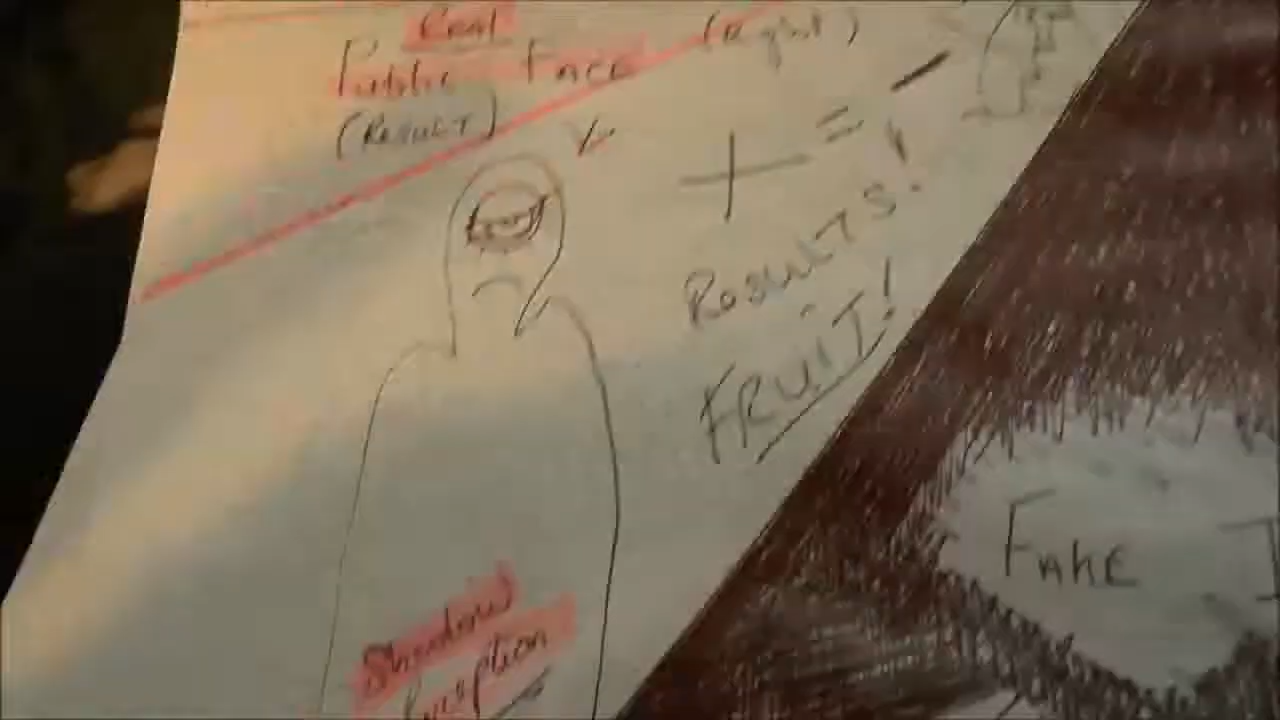 Real
Public Face (Right)
(RESULT)
+ = -
RESULTS!
FRUIT!
FAKE
Shadow